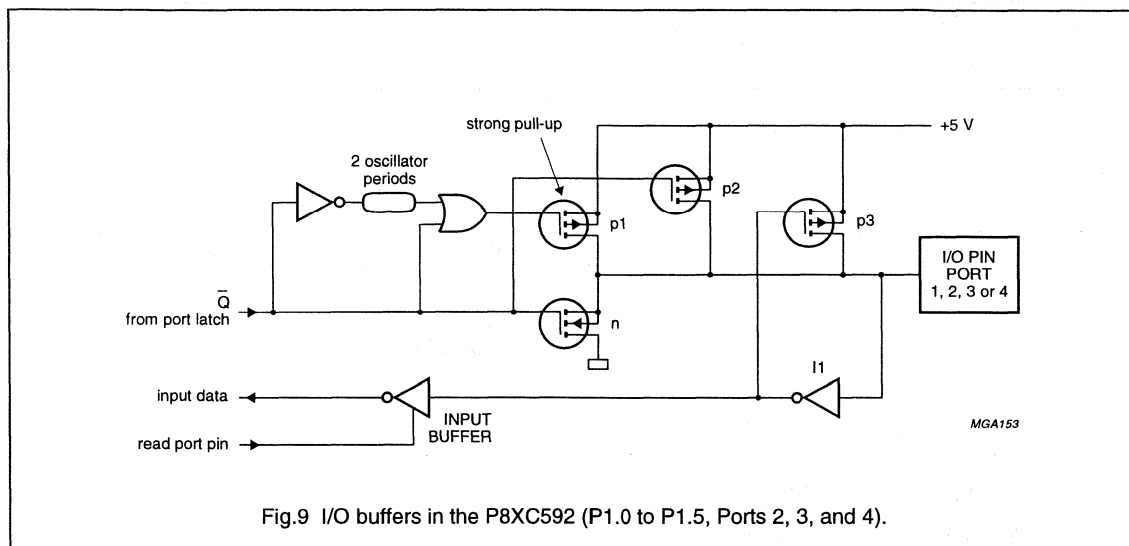 strong pull-up
+5 V
2 oscillator
periods
p2
p1
p3
I/O PIN
PORT
1, 2, 3 or 4
Q̅
from port latch
n
I1
input data
INPUT
BUFFER
read port pin
MGA153
Fig.9 I/O buffers in the P8XC592 (P1.0 to P1.5, Ports 2, 3, and 4).